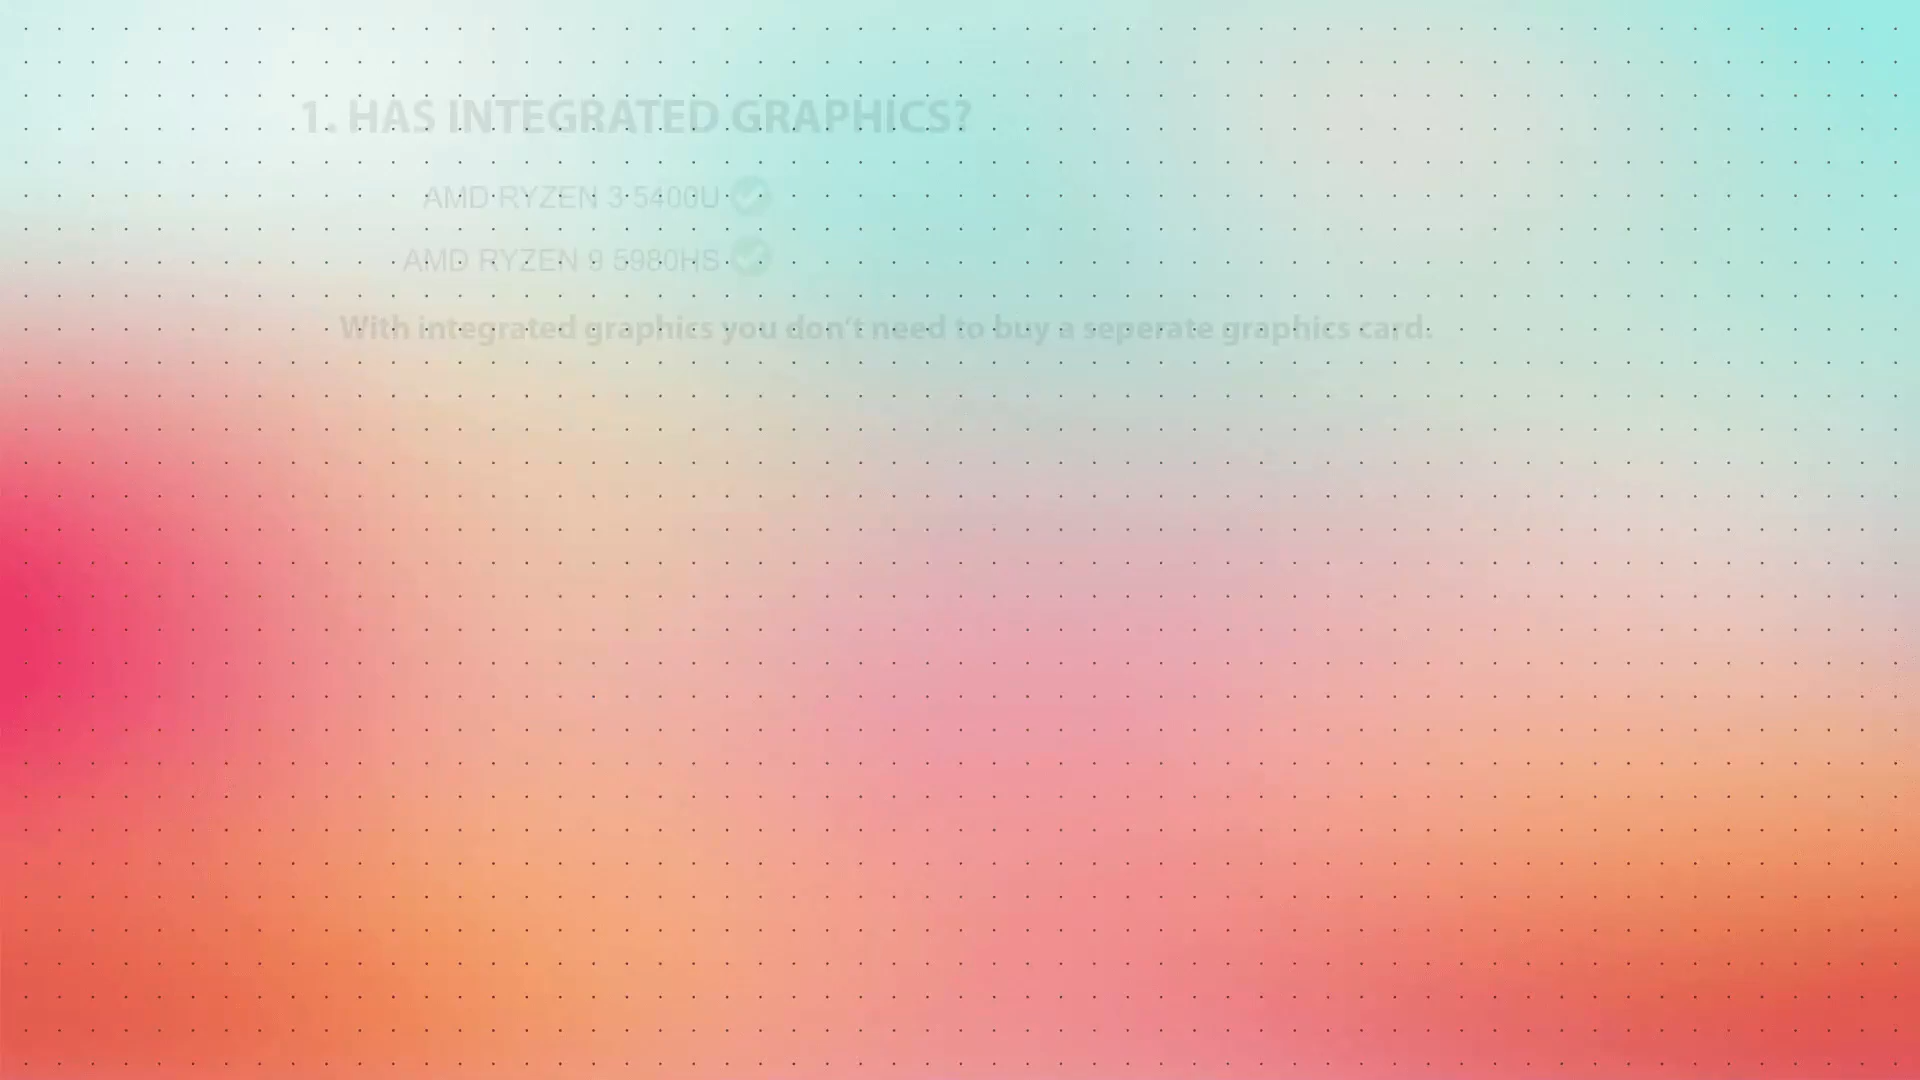 1. HAS INTEGRATED GRAPHICS?
AMD RYZEN 3 5400U
AMD RYZEN 9 5980HS
With integrated graphics you don't need to buy a seperate graphics card.